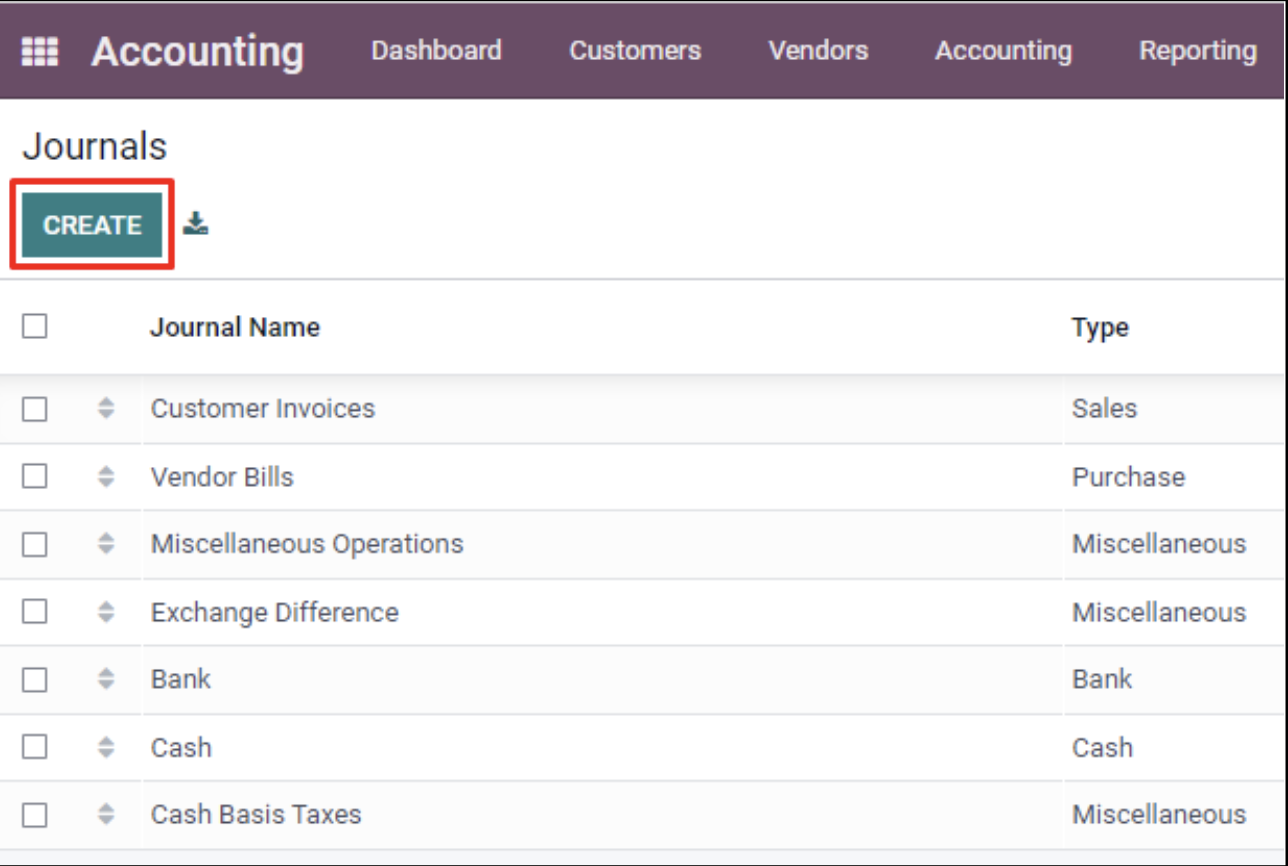 Accounting Dashboard Customers Vendors Accounting Reporting
Journals
CREATE
Journal Name Type
Customer Invoices Sales
Vendor Bills Purchase
Miscellaneous Operations Miscellaneous
Exchange Difference Miscellaneous
Bank Bank
Cash Cash
Cash Basis Taxes Miscellaneous